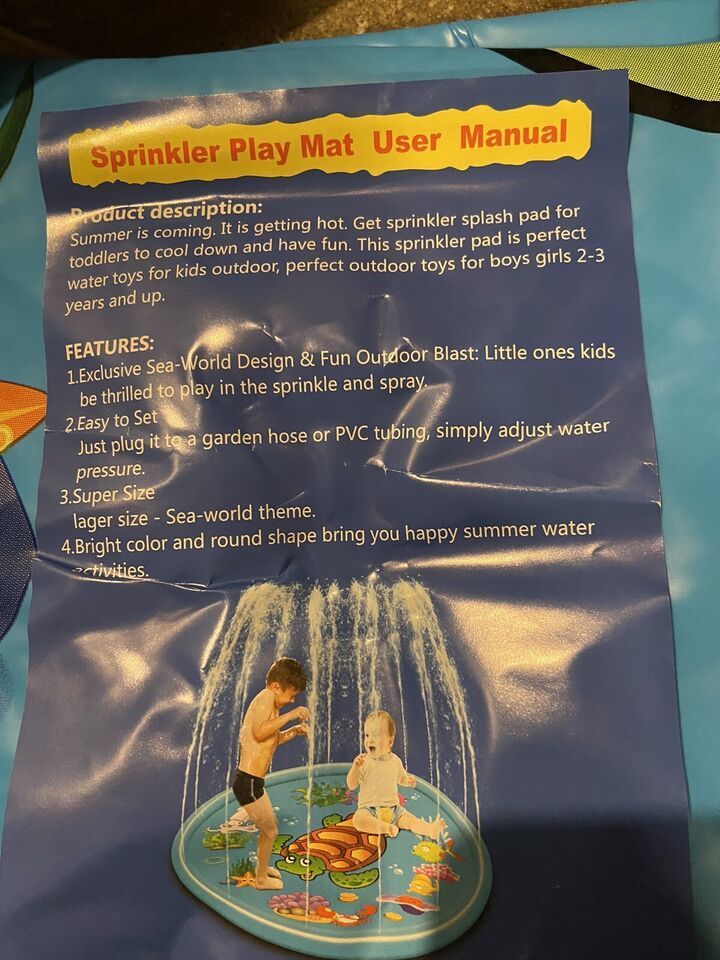 Sprinkler Play Mat User Manual
Product description:
Summer is coming. It is getting hot. Get sprinkler splash pad for
toddlers to cool down and have fun. This sprinkler pad is perfect
water toys for kids outdoor, perfect outdoor toys for boys girls 2-3
years and up.
FEATURES:
1.Exclusive Sea-World Design & Fun Outdoor Blast: Little ones kids
be thrilled to play in the sprinkle and spray.
2.Easy to Set
Just plug it to a garden hose or PVC tubing, simply adjust water
pressure.
3.Super Size
lager size - Sea-world theme.
4.Bright color and round shape bring you happy summer water
activities.